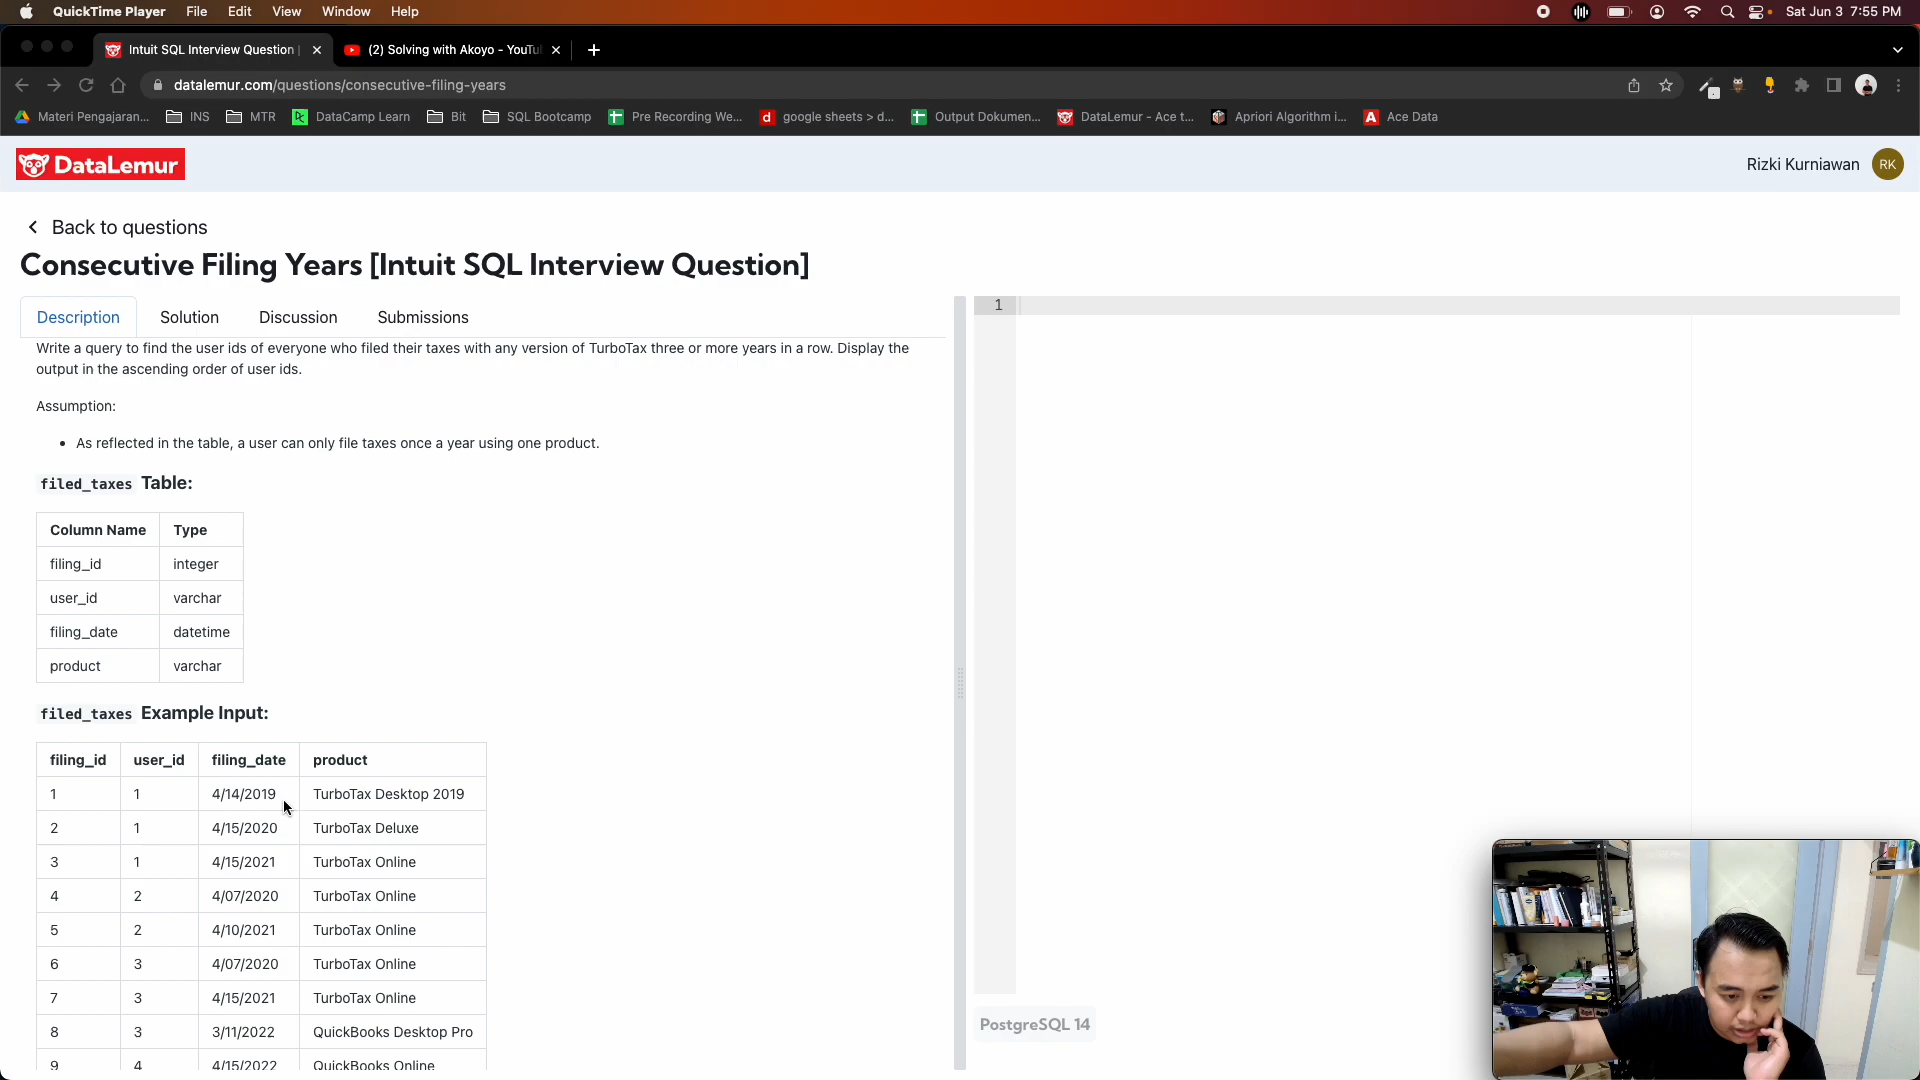 QuickTime Player File Edit View Window Help Sat Jun 3 7:55 PM
Intuit SQL Interview Question (2) Solving with Akoyo - YouTu
datalemur.com/questions/consecutive-filing-years
Materi Pengajaran... INS MTR DataCamp Learn Bit SQL Bootcamp Pre Recording We... google sheets > d... Output Dokumen... DataLemur - Ace t... Apriori Algorithm i... Ace Data
DataLemur Rizki Kurniawan RK
Back to questions
Consecutive Filing Years [Intuit SQL Interview Question]
Description Solution Discussion Submissions
1
Write a query to find the user ids of everyone who filed their taxes with any version of TurboTax three or more years in a row. Display the
output in the ascending order of user ids.
Assumption:
• As reflected in the table, a user can only file taxes once a year using one product.
filed_taxes Table:
Column Name Type
filing_id integer
user_id varchar
filing_date datetime
product varchar
filed_taxes Example Input:
filing_id user_id filing_date product
1 1 4/14/2019 TurboTax Desktop 2019
2 1 4/15/2020 TurboTax Deluxe
3 1 4/15/2021 TurboTax Online
4 2 4/07/2020 TurboTax Online
5 2 4/10/2021 TurboTax Online
6 3 4/07/2020 TurboTax Online
7 3 4/15/2021 TurboTax Online
8 3 3/11/2022 QuickBooks Desktop Pro
9 4 4/15/2022 QuickBooks Online
PostgreSQL 14